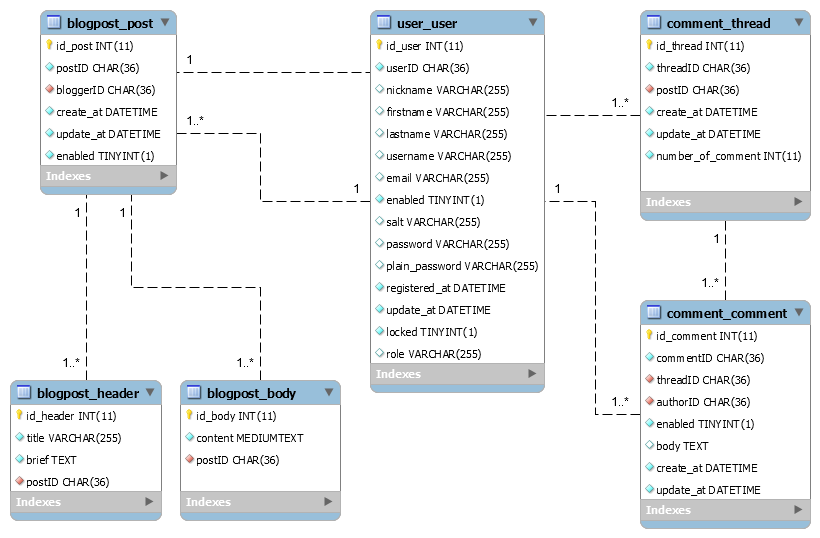 blogpost_post
id_post INT(11)
postID CHAR(36)
bloggerID CHAR(36)
create_at DATETIME
update_at DATETIME
enabled TINYINT(1)
Indexes
user_user
id_user INT(11)
userID CHAR(36)
nickname VARCHAR(255)
firstname VARCHAR(255)
lastname VARCHAR(255)
username VARCHAR(255)
email VARCHAR(255)
enabled TINYINT(1)
salt VARCHAR(255)
password VARCHAR(255)
plain_password VARCHAR(255)
registered_at DATETIME
update_at DATETIME
locked TINYINT(1)
role VARCHAR(255)
Indexes
comment_thread
id_thread INT(11)
threadID CHAR(36)
postID CHAR(36)
create_at DATETIME
update_at DATETIME
number_of_comment INT(11)
Indexes
1
1..*
1
1..*
1
1
1
1
1..*
1..*
1..*
1..*
blogpost_header
id_header INT(11)
title VARCHAR(255)
brief TEXT
postID CHAR(36)
Indexes
blogpost_body
id_body INT(11)
content MEDIUMTEXT
postID CHAR(36)
Indexes
comment_comment
id_comment INT(11)
commentID CHAR(36)
threadID CHAR(36)
authorID CHAR(36)
enabled TINYINT(1)
body TEXT
create_at DATETIME
update_at DATETIME
Indexes